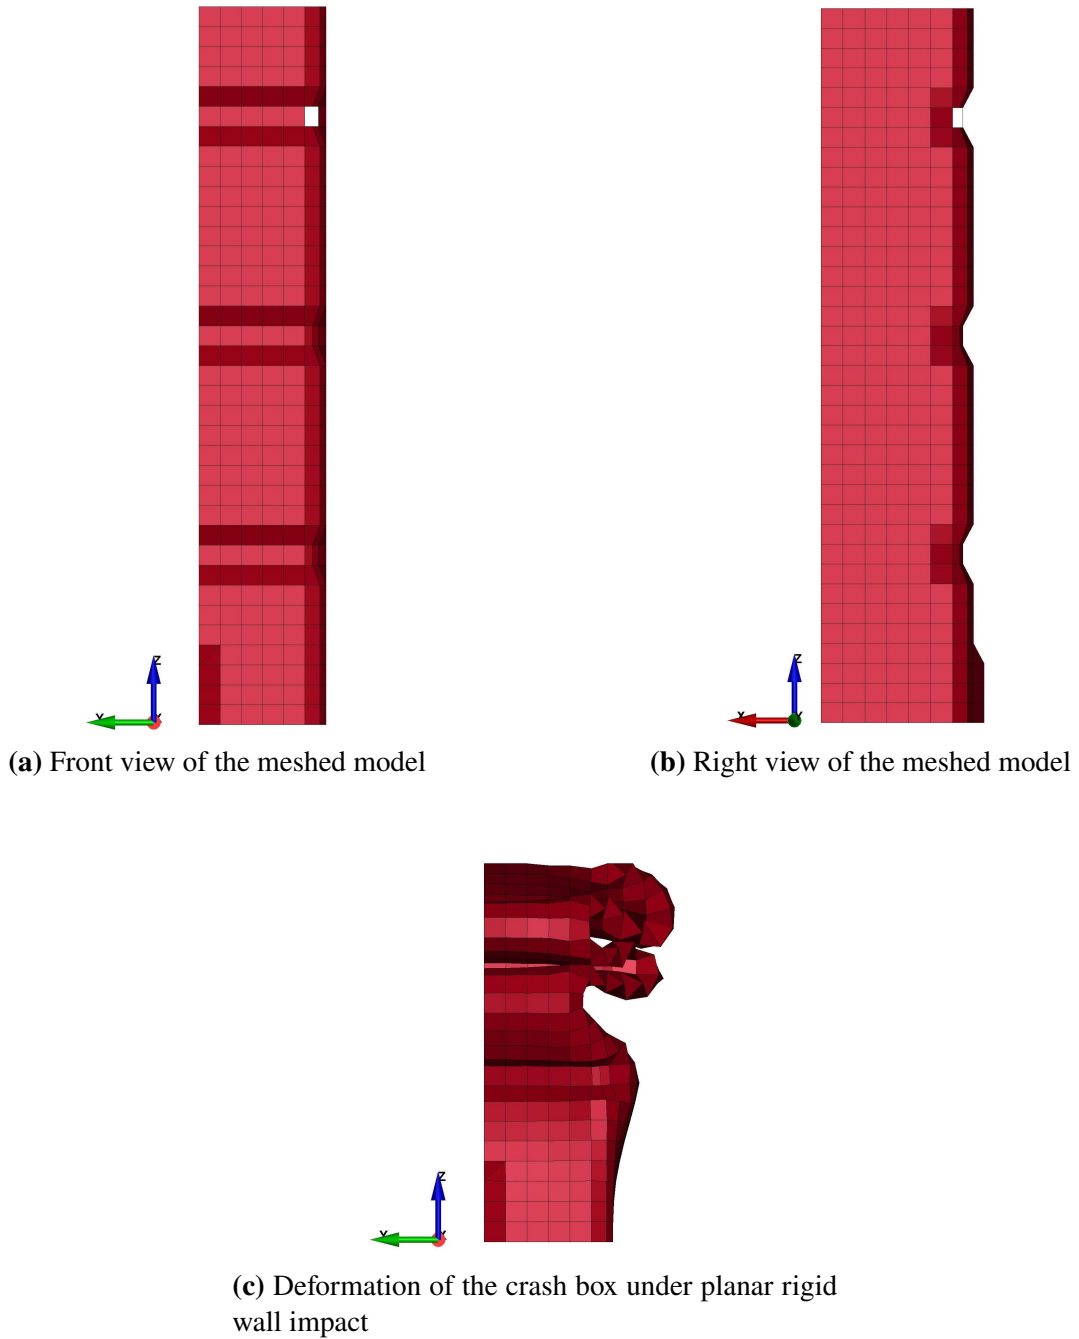 Z
Z
Y
X
Y
(a) Front view of the meshed model
(b) Right view of the meshed model
Z
Y
(c) Deformation of the crash box under planar rigid
wall impact